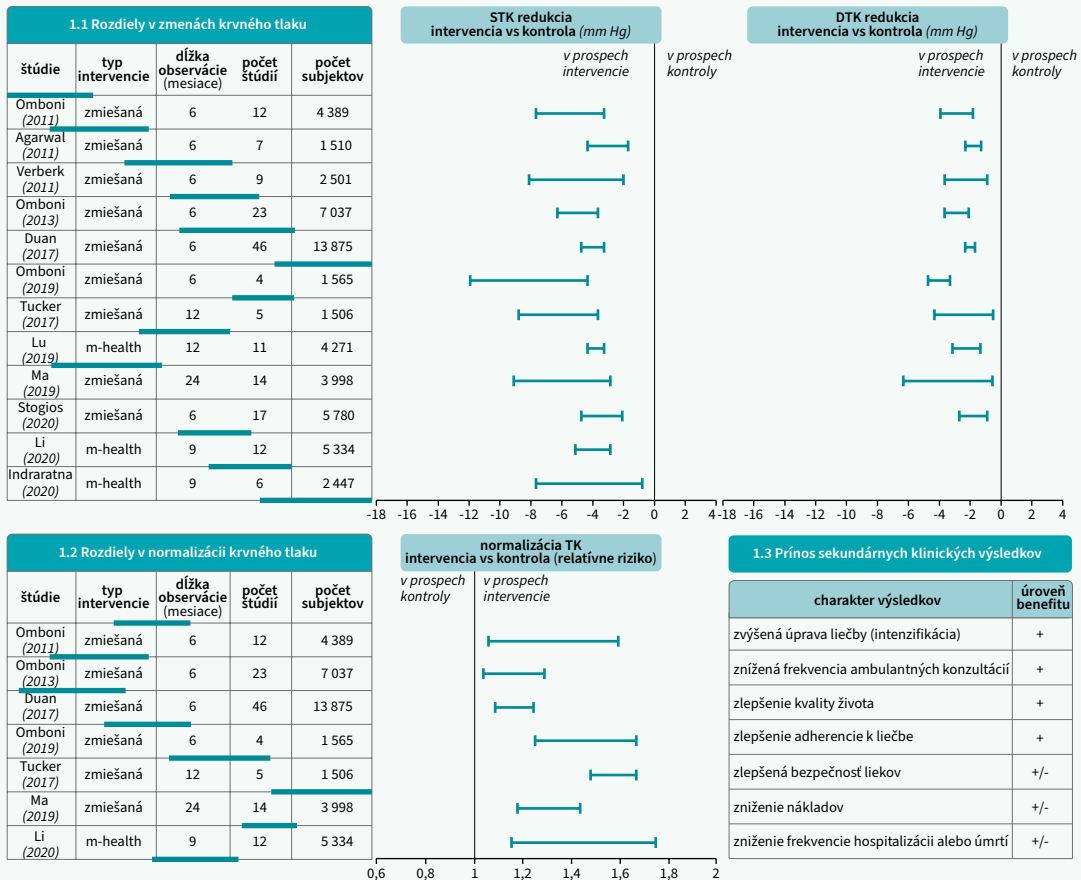 1.1 Rozdiely v zmenách krvného tlaku
štúdie
typ
intervencie
dĺžka
observácie
(mesiace)
počet
štúdií
počet
subjektov
Omboni
(2011)
zmiešaná 6 12 4 389
Agarwal
(2011)
zmiešaná 6 7 1 510
Verberk
(2011)
zmiešaná 6 9 2 501
Omboni
(2013)
zmiešaná 6 23 7 037
Duan
(2017)
zmiešaná 6 46 13 875
Omboni
(2019)
zmiešaná 6 4 1 565
Tucker
(2017)
zmiešaná 12 5 1 506
Lu
(2019)
m-health 12 11 4 271
Ma
(2019)
zmiešaná 24 14 3 998
Stogios
(2020)
zmiešaná 6 17 5 780
Li
(2020)
m-health 9 12 5 334
Indraratna
(2020)
m-health 9 6 2 447
STK redukcia
intervencia vs kontrola (mm Hg)
v prospech
intervencie
v prospech
kontroly
-18 -16 -14 -12 -10 -8 -6 -4 -2 0 2 4
DTK redukcia
intervencia vs kontrola (mm Hg)
v prospech
intervencie
v prospech
kontroly
-18 -16 -14 -12 -10 -8 -6 -4 -2 0 2 4
1.2 Rozdiely v normalizácii krvného tlaku
štúdie
typ
intervencie
dĺžka
observácie
(mesiace)
počet
štúdií
počet
subjektov
Omboni
(2011)
zmiešaná 6 12 4 389
Omboni
(2013)
zmiešaná 6 23 7 037
Duan
(2017)
zmiešaná 6 46 13 875
Omboni
(2019)
zmiešaná 6 4 1 565
Tucker
(2017)
zmiešaná 12 5 1 506
Ma
(2019)
zmiešaná 24 14 3 998
Li
(2020)
m-health 9 12 5 334
normalizácia TK
intervencia vs kontrola (relatívne riziko)
v prospech
kontroly
v prospech
intervencie
0,6 0,8 1 1,2 1,4 1,6 1,8 2
1.3 Prínos sekundárnych klinických výsledkov
charakter výsledkov
úroveň
benefitu
zvýšená úprava liečby (intenzifikácia) +
znížená frekvencia ambulantných konzultácií +
zlepšenie kvality života +
zlepšenie adherencie k liečbe +
zlepšená bezpečnosť liekov +/-
zniženie nákladov +/-
zniženie frekvencie hospitalizácii alebo úmrtí +/-